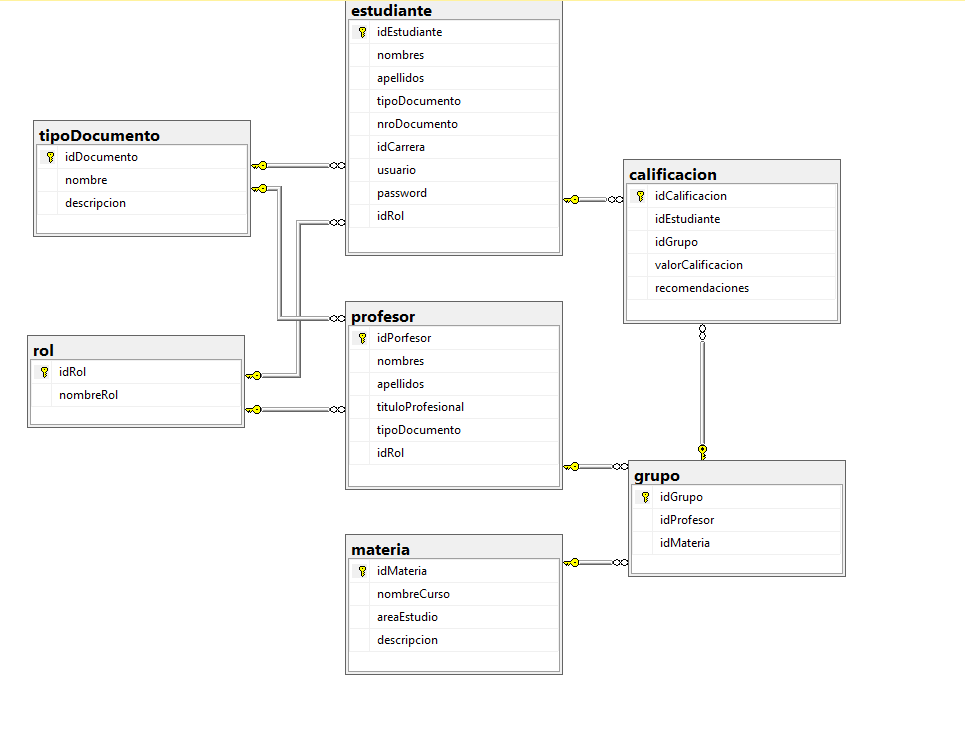 estudiante
idEstudiante
nombres
apellidos
tipoDocumento
nroDocumento
idCarrera
usuario
password
idRol
tipoDocumento
idDocumento
nombre
descripcion
calificacion
idCalificacion
idEstudiante
idGrupo
valorCalificacion
recomendaciones
profesor
idPorfesor
nombres
apellidos
tituloProfesional
tipoDocumento
idRol
rol
idRol
nombreRol
grupo
idGrupo
idProfesor
idMateria
materia
idMateria
nombreCurso
areaEstudio
descripcion